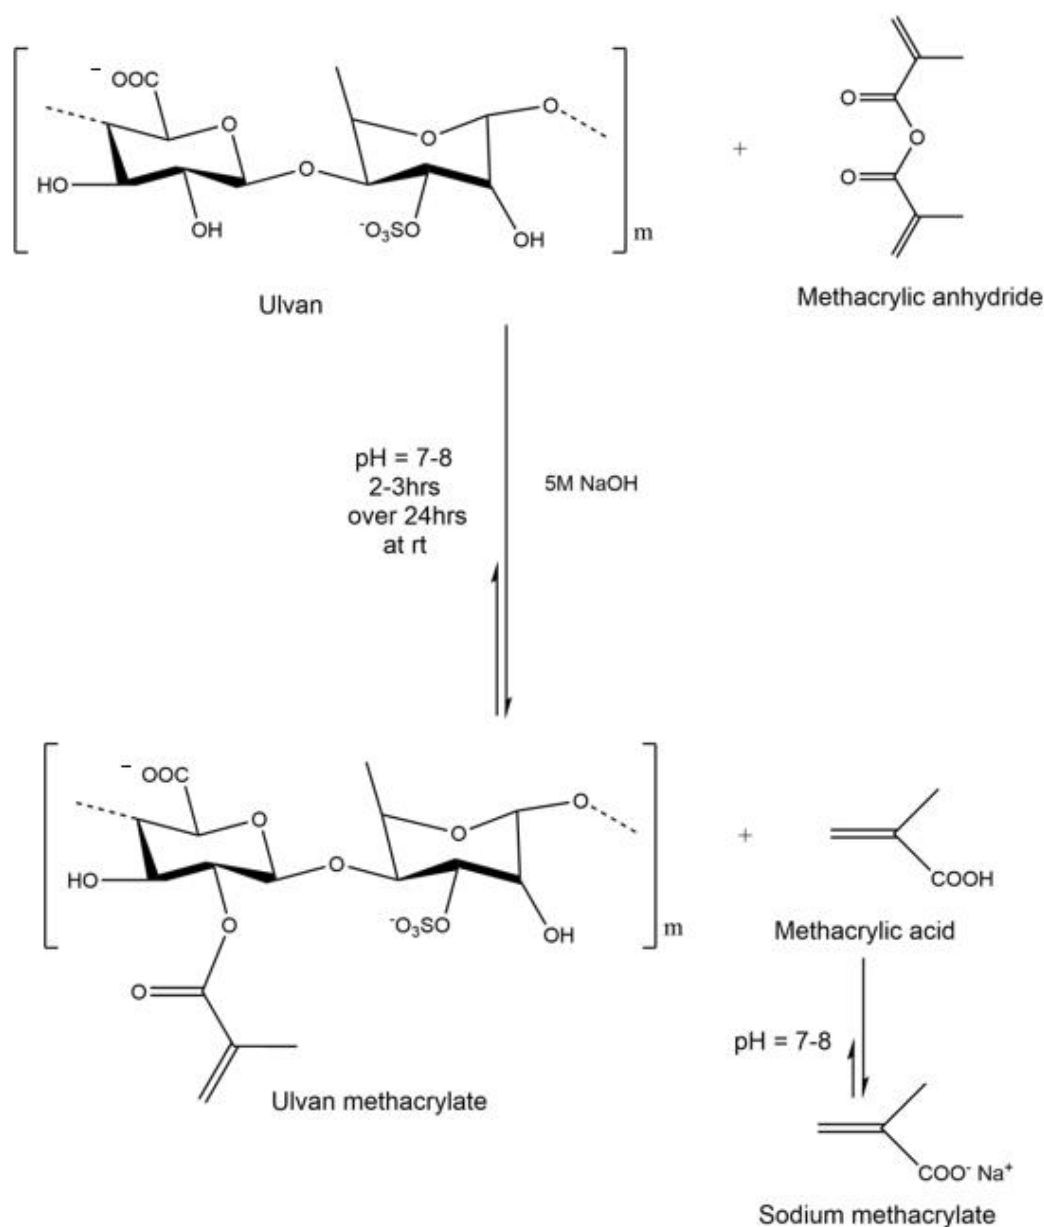 ⁻OOC
O
O
O
HO
OH
O
⁻O₃SO
OH
m
Ulvan
+
O
O
O
Methacrylic anhydride
pH = 7-8
2-3hrs
over 24hrs
at rt
5M NaOH
⁻OOC
O
O
O
HO
O
O
⁻O₃SO
OH
m
O
Ulvan methacrylate
+
COOH
Methacrylic acid
pH = 7-8
COO⁻ Na⁺
Sodium methacrylate